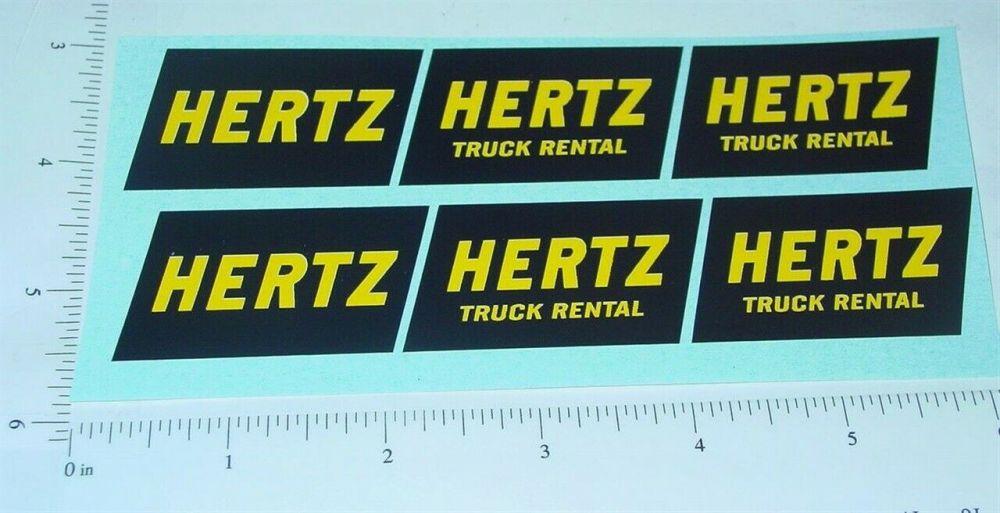 3
HERTZ
HERTZ
TRUCK RENTAL
HERTZ
TRUCK RENTAL
4
HERTZ
HERTZ
TRUCK RENTAL
HERTZ
TRUCK RENTAL
5
6
0 in
1
2
3
4
5